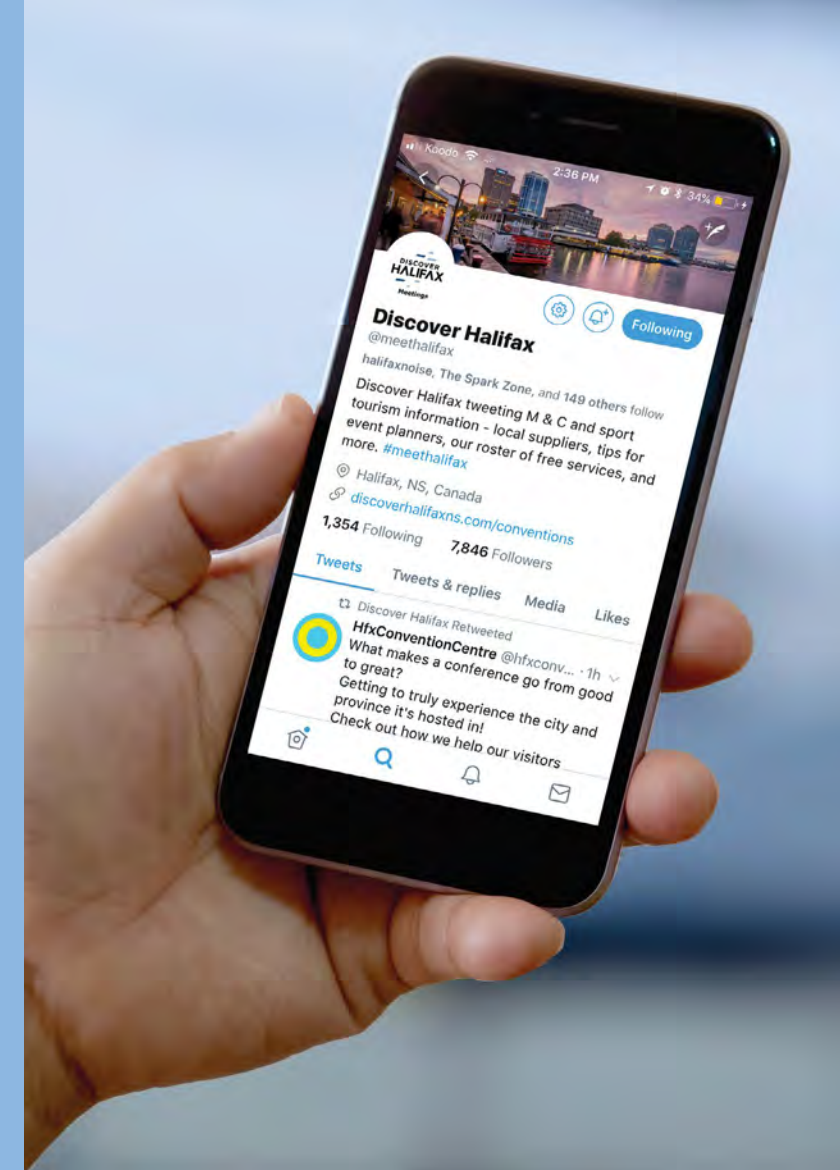 Koodo 2:36 PM 34%
DISCOVER
HALIFAX
Meetings
Following
Discover Halifax
@meethalifax
halifaxnoise, The Spark Zone, and 149 others follow
Discover Halifax tweeting M & C and sport
tourism information - local suppliers, tips for
event planners, our roster of free services, and
more. #meethalifax
Halifax, NS, Canada
discoverhalifaxns.com/conventions
1,354 Following 7,846 Followers
Tweets Tweets & replies Media Likes
Discover Halifax Retweeted
HfxConventionCentre @hfxconv... · 1h
What makes a conference go from good
to great?
Getting to truly experience the city and
province it's hosted in!
Check out how we help our visitors